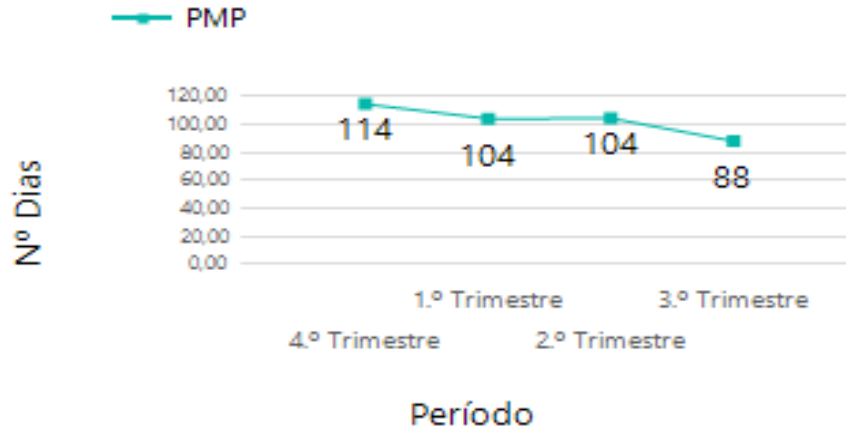 PMP
120,00
100,00
80,00
60,00
40,00
20,00
0,00
114
104
104
88
Nº Dias
1.º Trimestre 3.º Trimestre
4.º Trimestre 2.º Trimestre
Período